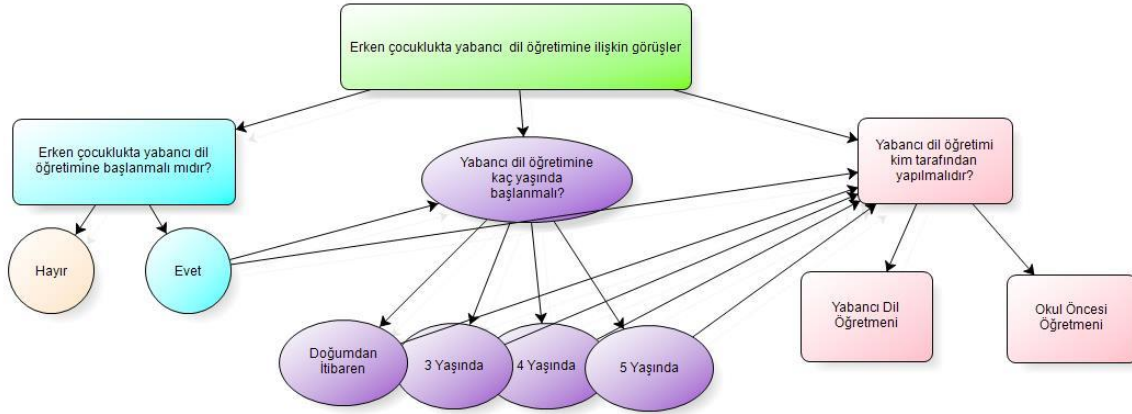 Erken çocuklukta yabancı dil öğretimine ilişkin görüşler
Erken çocuklukta yabancı dil
öğretimine başlanmalı mıdır?
Yabancı dil öğretimine
kaç yaşında
başlanmalı?
Yabancı dil öğretimi
kim tarafından
yapılmalıdır?
Hayır
Evet
Doğumdan
İtibaren
3 Yaşında
4 Yaşında
5 Yaşında
Yabancı Dil
Öğretmeni
Okul Öncesi
Öğretmeni